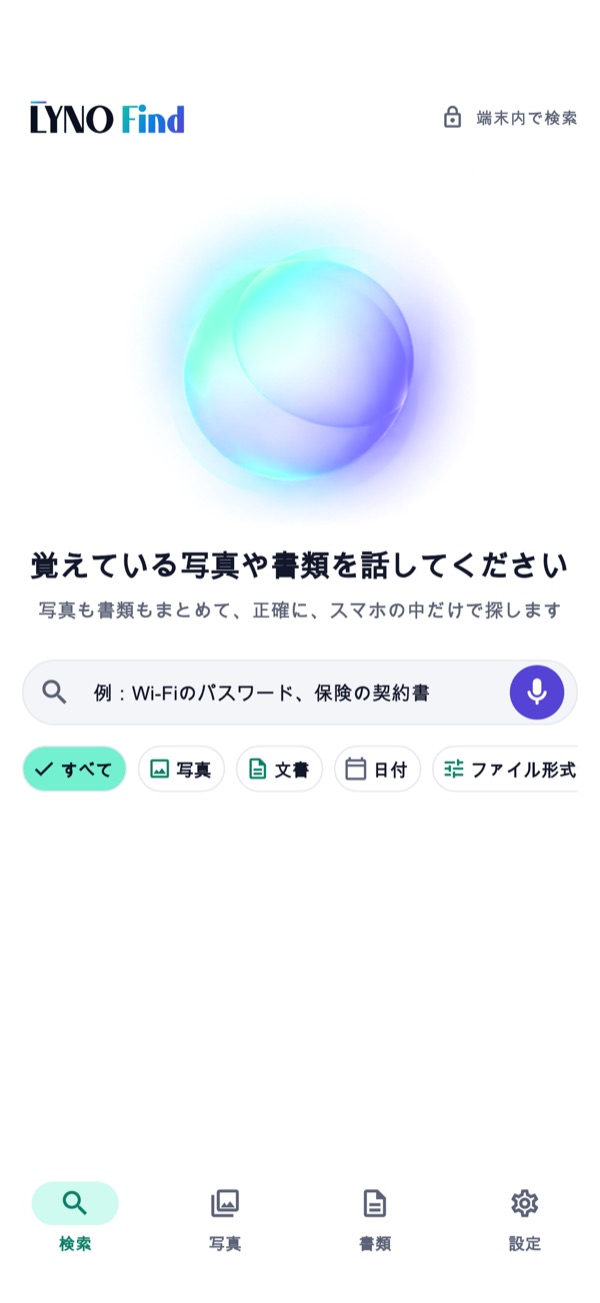 LYNO Find
端末内で検索
覚えている写真や書類を話してください
写真も書類もまとめて、正確に、スマホの中だけで探します
例：Wi-Fiのパスワード、保険の契約書
すべて 写真 文書 日付 ファイル形式
検索 写真 書類 設定